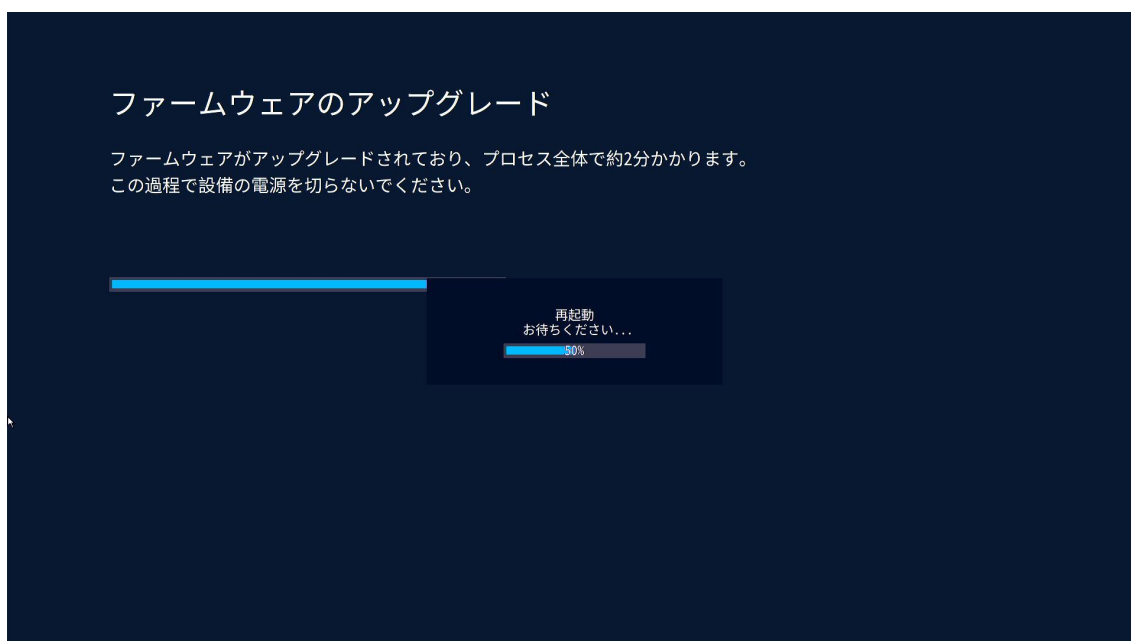 ファームウェアのアップグレード
ファームウェアがアップグレードされており、プロセス全体で約2分かかります。
この過程で設備の電源を切らないでください。
再起動
お待ちください...
50%